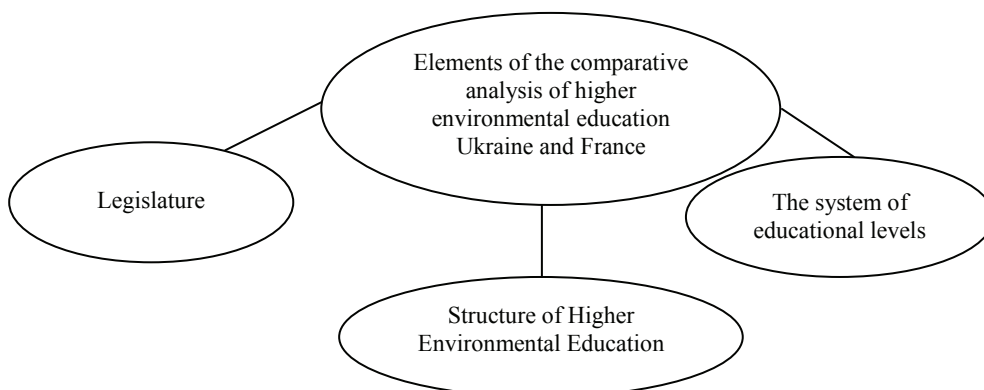 Elements of the comparative
analysis of higher
environmental education
Ukraine and France
Legislature
The system of
educational levels
Structure of Higher
Environmental Education